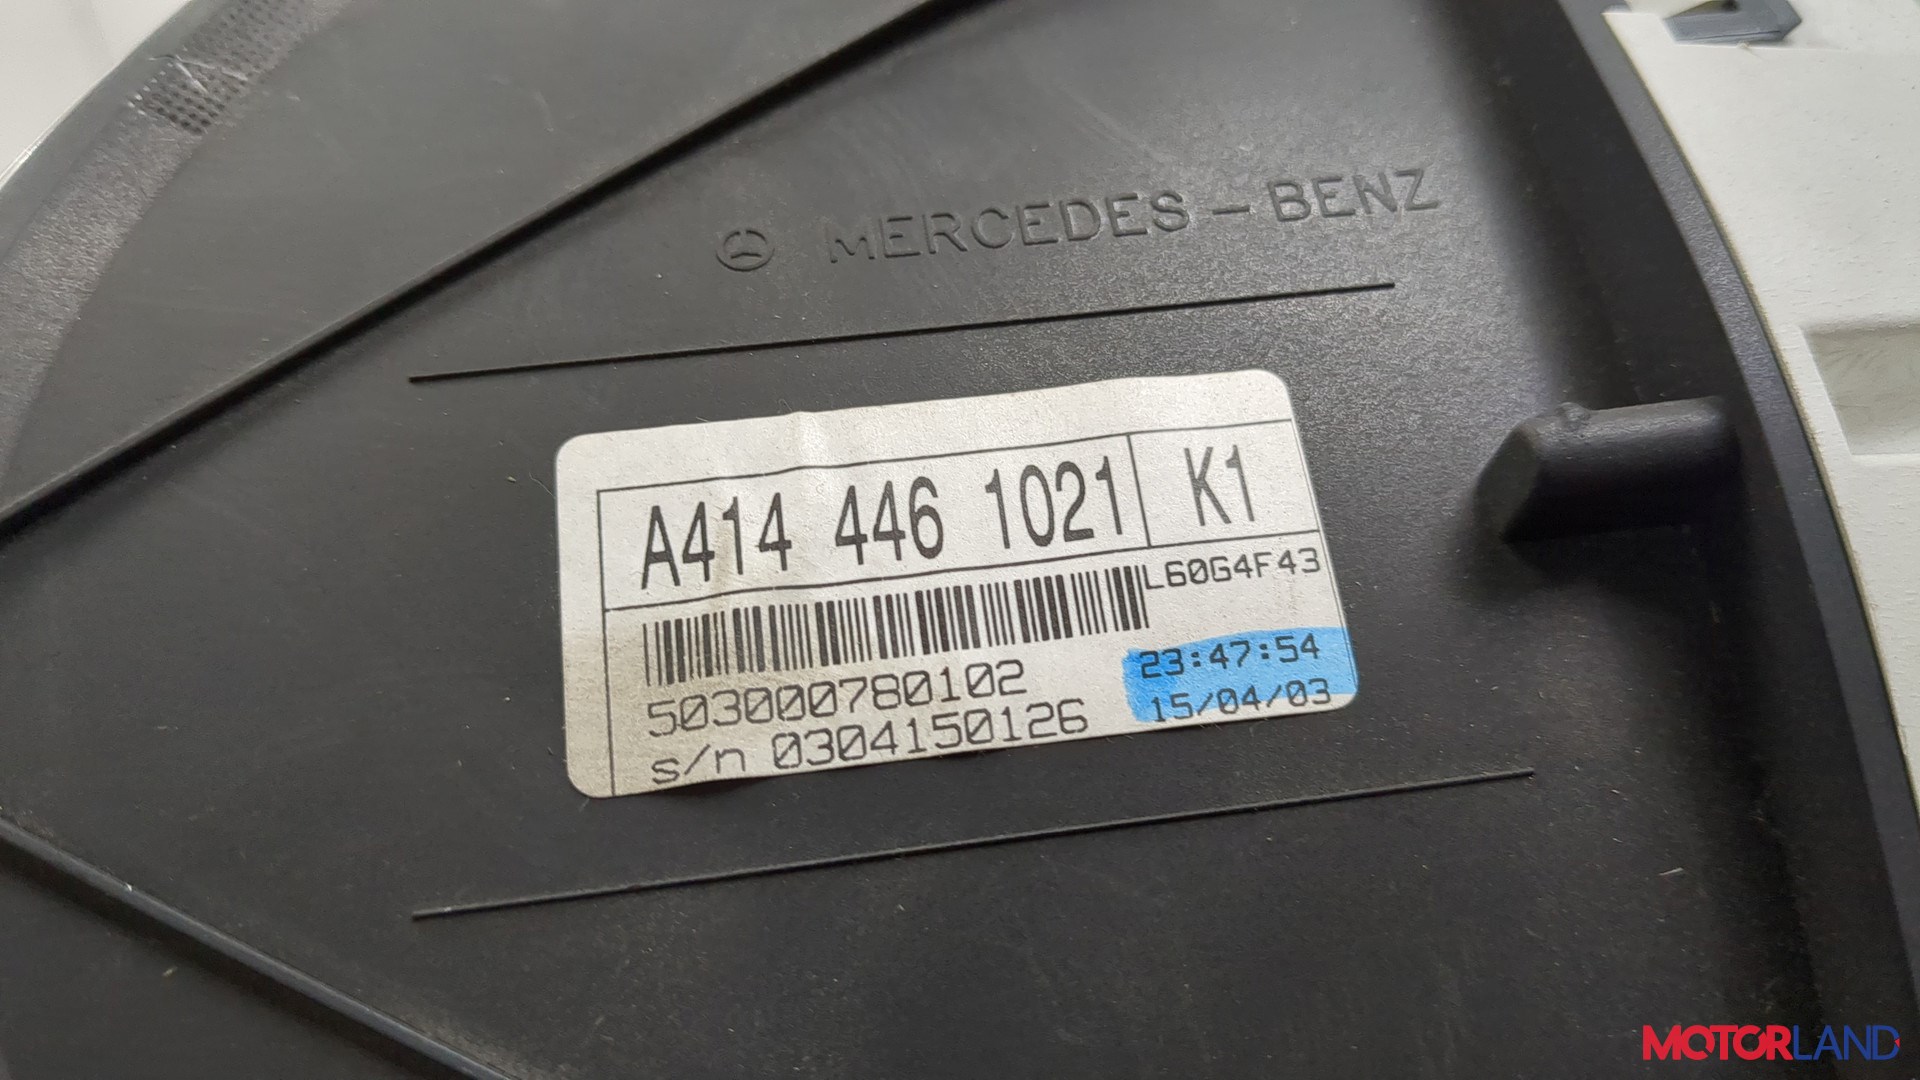 MERCEDES - BENZ
A414 446 1021 K1
L60G4F43
503000780102 23:47:54
s/n 0304150126 15/04/03
MOTORLAND